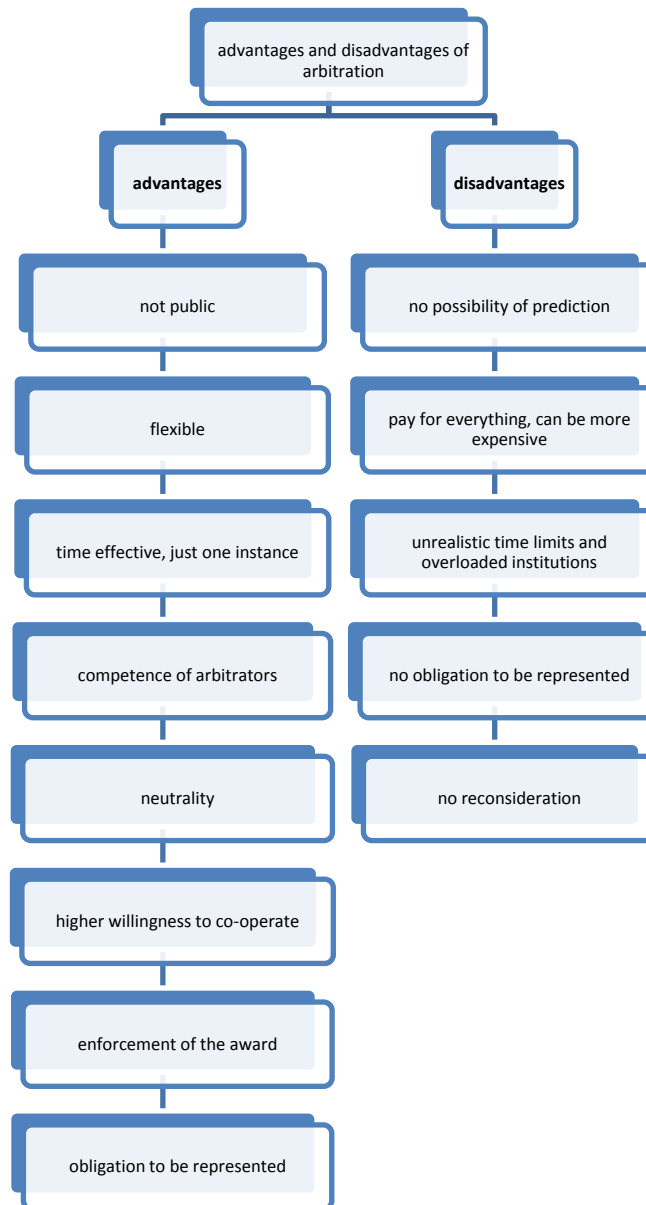 advantages and disadvantages of
arbitration
advantages
not public
flexible
time effective, just one instance
competence of arbitrators
neutrality
higher willingness to co-operate
enforcement of the award
obligation to be represented
disadvantages
no possibility of prediction
pay for everything, can be more
expensive
unrealistic time limits and
overloaded institutions
no obligation to be represented
no reconsideration